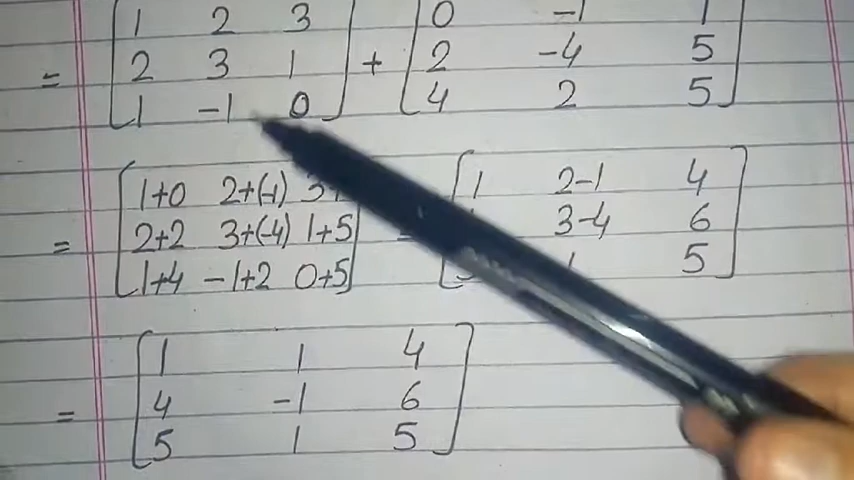 1 2 3 0 -1 1
= 2 3 1 + 2 -4 5
1 -1 0 4 2 5
1+0 2+(-1) 1 2-1 4
= 2+2 3+(-4) 1+5 3-4 6
1+4 -1+2 0+5 5
1 1 4
= 4 -1 6
5 1 5